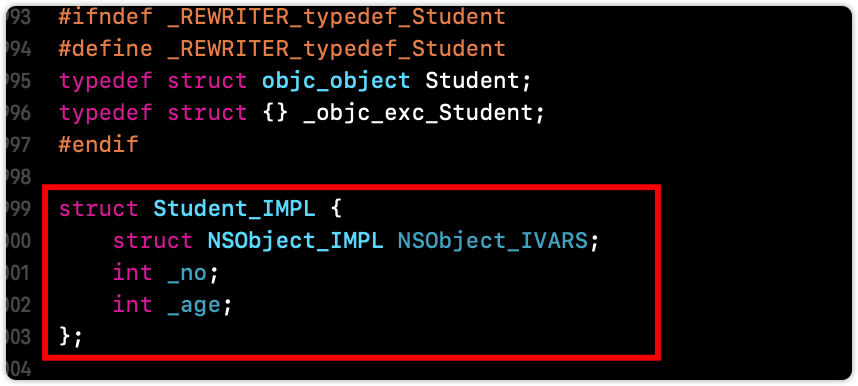 993 #ifndef _REWRITER_typedef_Student
994 #define _REWRITER_typedef_Student
995 typedef struct objc_object Student;
996 typedef struct {} _objc_exc_Student;
997 #endif
998
999 struct Student_IMPL {
000     struct NSObject_IMPL NSObject_IVARS;
001     int _no;
002     int _age;
003 };
004